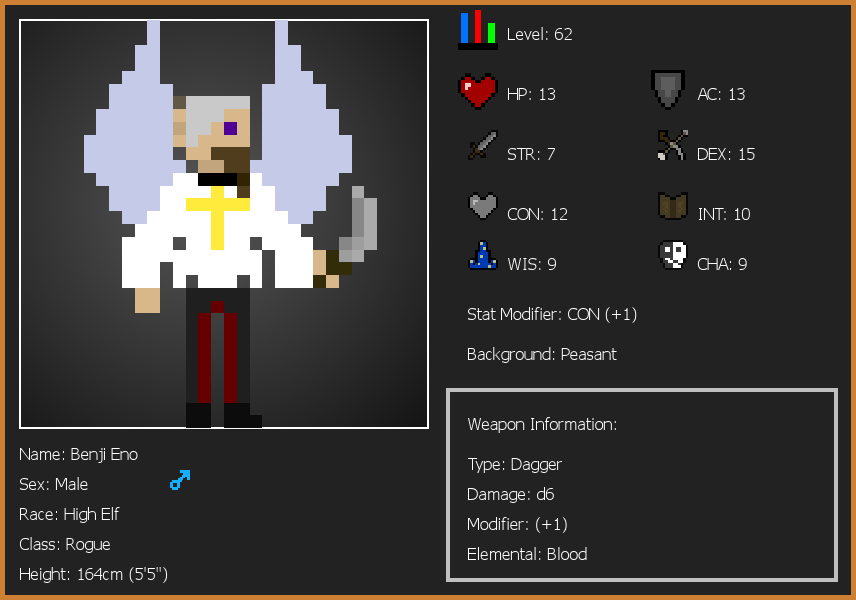 Level: 62
HP: 13
AC: 13
STR: 7
DEX: 15
CON: 12
INT: 10
WIS: 9
CHA: 9
Stat Modifier: CON (+1)
Background: Peasant
Weapon Information:
Type: Dagger
Damage: d6
Modifier: (+1)
Elemental: Blood
Name: Benji Eno
Sex: Male
Race: High Elf
Class: Rogue
Height: 164cm (5'5")